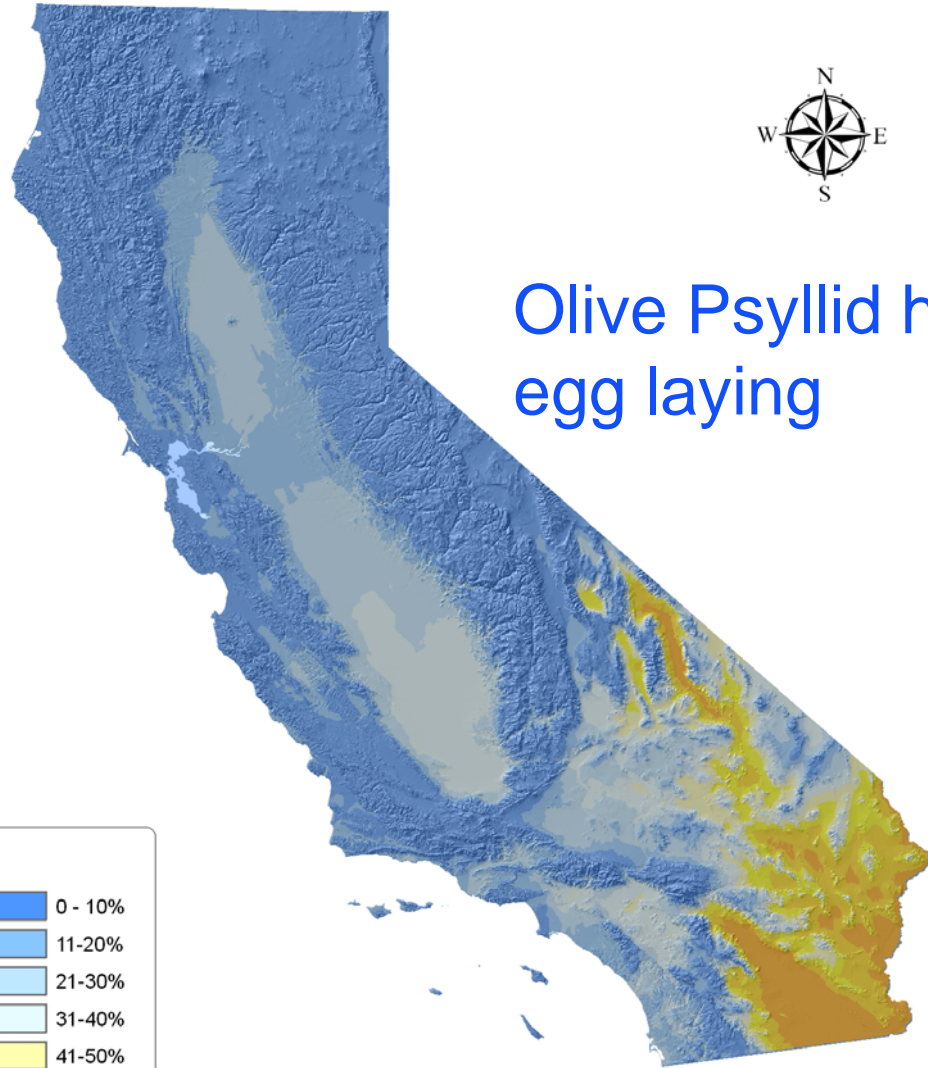 N
W E
S
Olive Psyllid
egg laying
0 - 10%
11-20%
21-30%
31-40%
41-50%